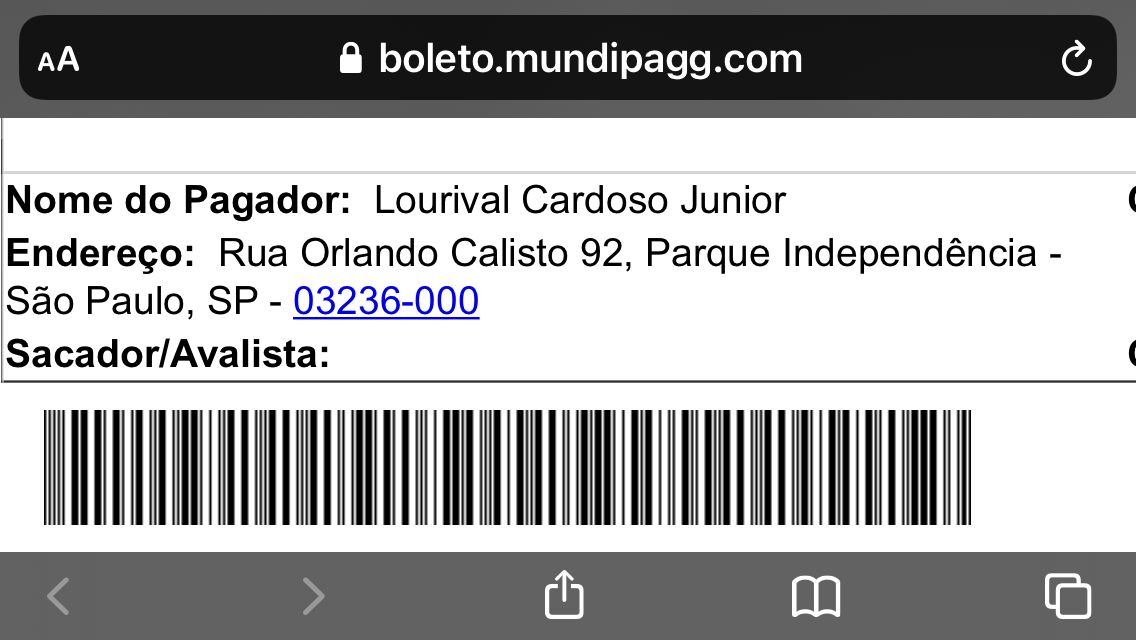 AA boleto.mundipagg.com
Nome do Pagador: Lourival Cardoso Junior
Endereço: Rua Orlando Calisto 92, Parque Independência -
São Paulo, SP - 03236-000
Sacador/Avalista: